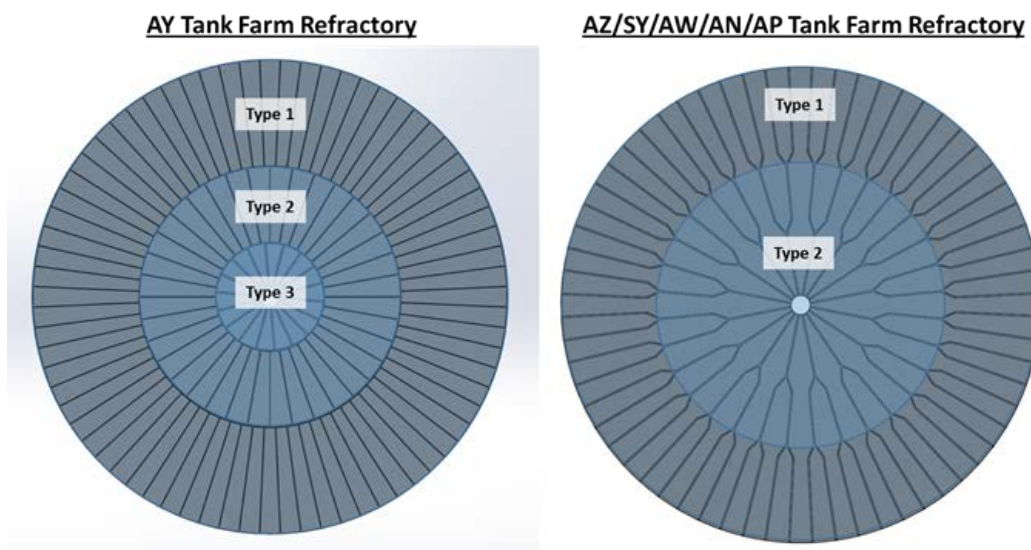 AY Tank Farm Refractory
Type 1
Type 2
Type 3
AZ/SY/AW/AN/AP Tank Farm Refractory
Type 1
Type 2